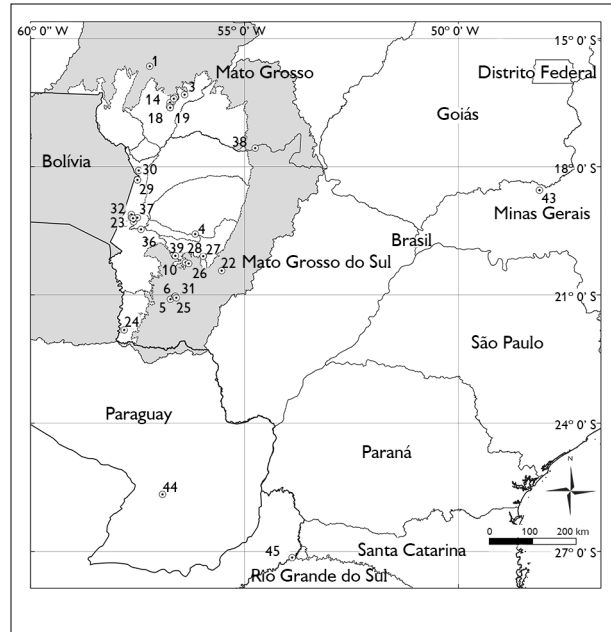 60° 0' 0" W 55° 0' W 50° 0' W
15° 0' S
1
Mato Grosso
Distrito Federal
3
14
18 19
Goiás
38
Bolívia
18° 0' S
30
29
43
Minas Gerais
32 37
23
36
4
Brasil
39 28 27
Mato Grosso do Sul
10 26 22
6 31
5 25
21° 0' S
24
São Paulo
Paraguay
24° 0' S
Paraná
N
44
0 100 200 km
45
Santa Catarina
27° 0' S
Rio Grande do Sul